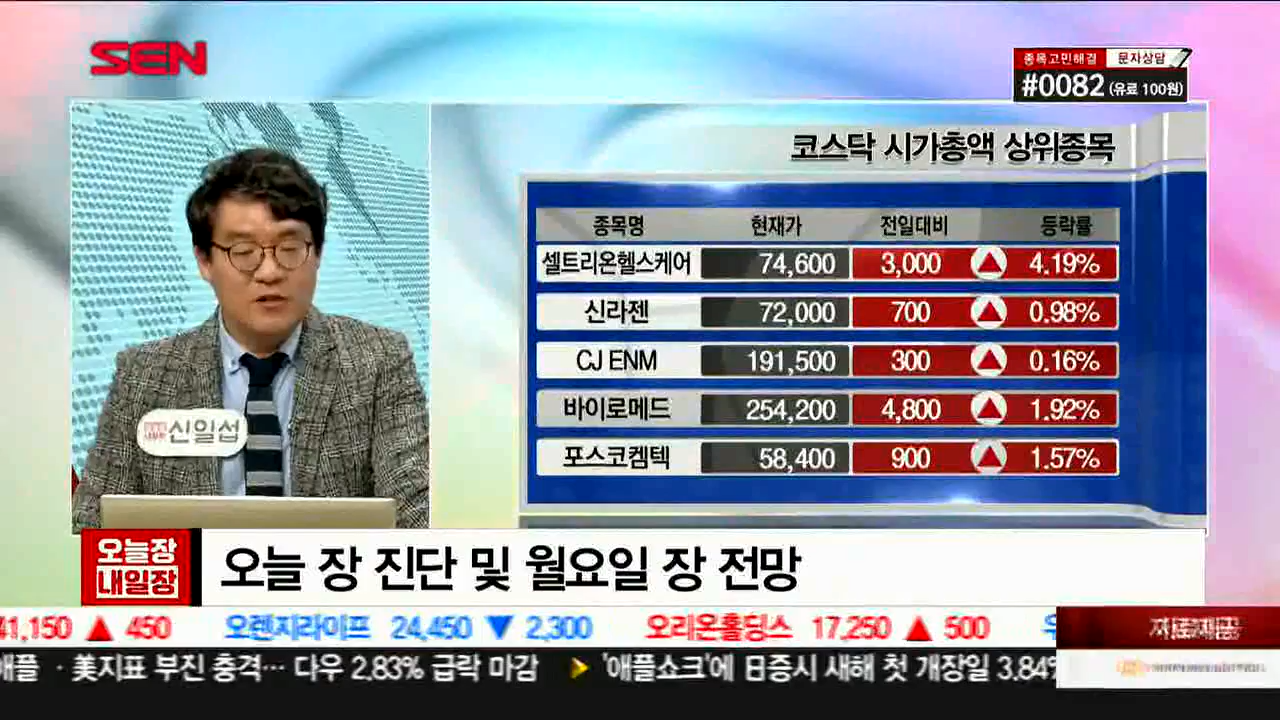 SEN
종목고민해결 문자상담
#0082 (유료 100원)
코스닥 시가총액 상위종목
종목명 현재가 전일대비 등락률
셀트리온헬스케어 74,600 3,000 ▲ 4.19%
신라젠 72,000 700 ▲ 0.98%
CJ ENM 191,500 300 ▲ 0.16%
바이로메드 254,200 4,800 ▲ 1.92%
포스코켐텍 58,400 900 ▲ 1.57%
신일섭
오늘장
내일장
오늘 장 진단 및 월요일 장 전망
41,150 ▲ 450 오렌지라이프 24,450 ▼ 2,300 오리온홀딩스 17,250 ▲ 500
애플 · 美지표 부진 충격… 다우 2.83% 급락 마감 ▶ '애플쇼크'에 日증시 새해 첫 개장일 3.84%